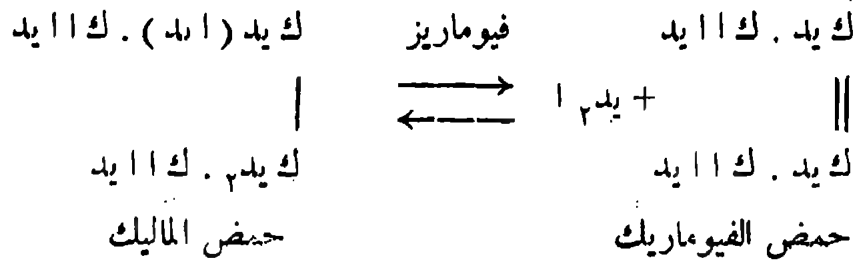 ك يد . ك ا ا يد فيوماريز ك يد ( ا يد ) . ك ا ا يد
|| + يد٢ ا ⇄ |
ك يد . ك ا ا يد ك يد٢ . ك ا ا يد
حمض الفيوماريك حمض الماليك